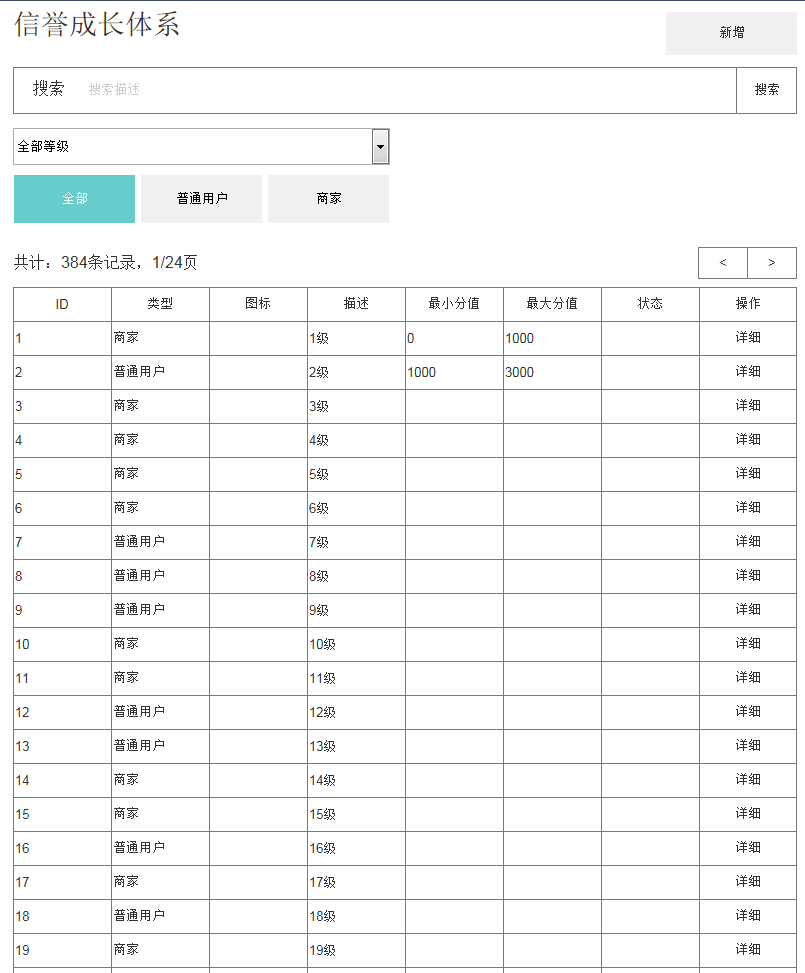 信誉成长体系
新增
搜索 搜索描述 搜索
全部等级
全部 普通用户 商家
共计：384条记录，1/24页 < >
ID 类型 图标 描述 最小分值 最大分值 状态 操作
1 商家 1级 0 1000 详细
2 普通用户 2级 1000 3000 详细
3 商家 3级 详细
4 商家 4级 详细
5 商家 5级 详细
6 商家 6级 详细
7 普通用户 7级 详细
8 普通用户 8级 详细
9 普通用户 9级 详细
10 商家 10级 详细
11 商家 11级 详细
12 普通用户 12级 详细
13 普通用户 13级 详细
14 商家 14级 详细
15 商家 15级 详细
16 普通用户 16级 详细
17 商家 17级 详细
18 普通用户 18级 详细
19 商家 19级 详细